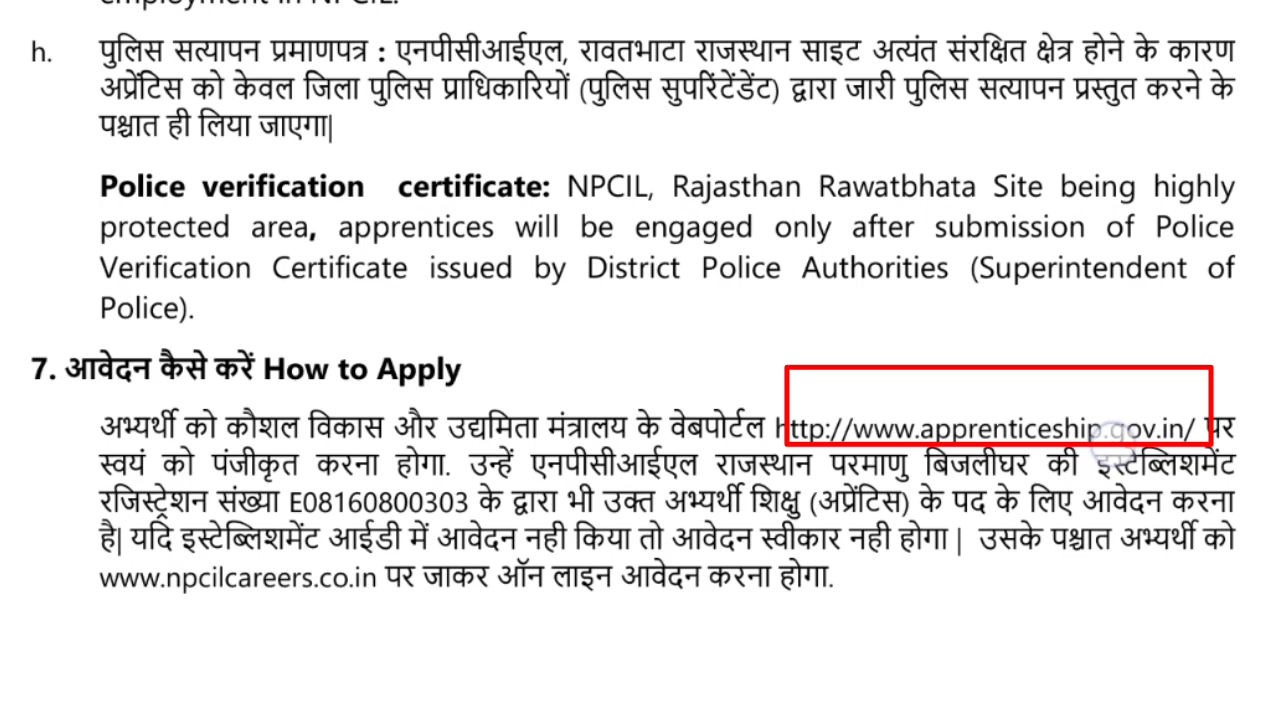 employment in NPCIL.
h. पुलिस सत्यापन प्रमाणपत्र : एनपीसीआईएल, रावतभाटा राजस्थान साइट अत्यंत संरक्षित क्षेत्र होने के कारण
अप्रेंटिस को केवल जिला पुलिस प्राधिकारियों (पुलिस सुपरिंटेंडेंट) द्वारा जारी पुलिस सत्यापन प्रस्तुत करने के
पश्चात ही लिया जाएगा|
Police verification certificate: NPCIL, Rajasthan Rawatbhata Site being highly
protected area, apprentices will be engaged only after submission of Police
Verification Certificate issued by District Police Authorities (Superintendent of
Police).
7. आवेदन कैसे करें How to Apply
अभ्यर्थी को कौशल विकास और उद्यमिता मंत्रालय के वेबपोर्टल http://www.apprenticeship.gov.in/ पर
स्वयं को पंजीकृत करना होगा. उन्हें एनपीसीआईएल राजस्थान परमाणु बिजलीघर की इस्टेब्लिशमेंट
रजिस्ट्रेशन संख्या E08160800303 के द्वारा भी उक्त अभ्यर्थी शिक्षु (अप्रेंटिस) के पद के लिए आवेदन करना
है| यदि इस्टेब्लिशमेंट आईडी में आवेदन नही किया तो आवेदन स्वीकार नही होगा | उसके पश्चात अभ्यर्थी को
www.npcilcareers.co.in पर जाकर ऑन लाइन आवेदन करना होगा.